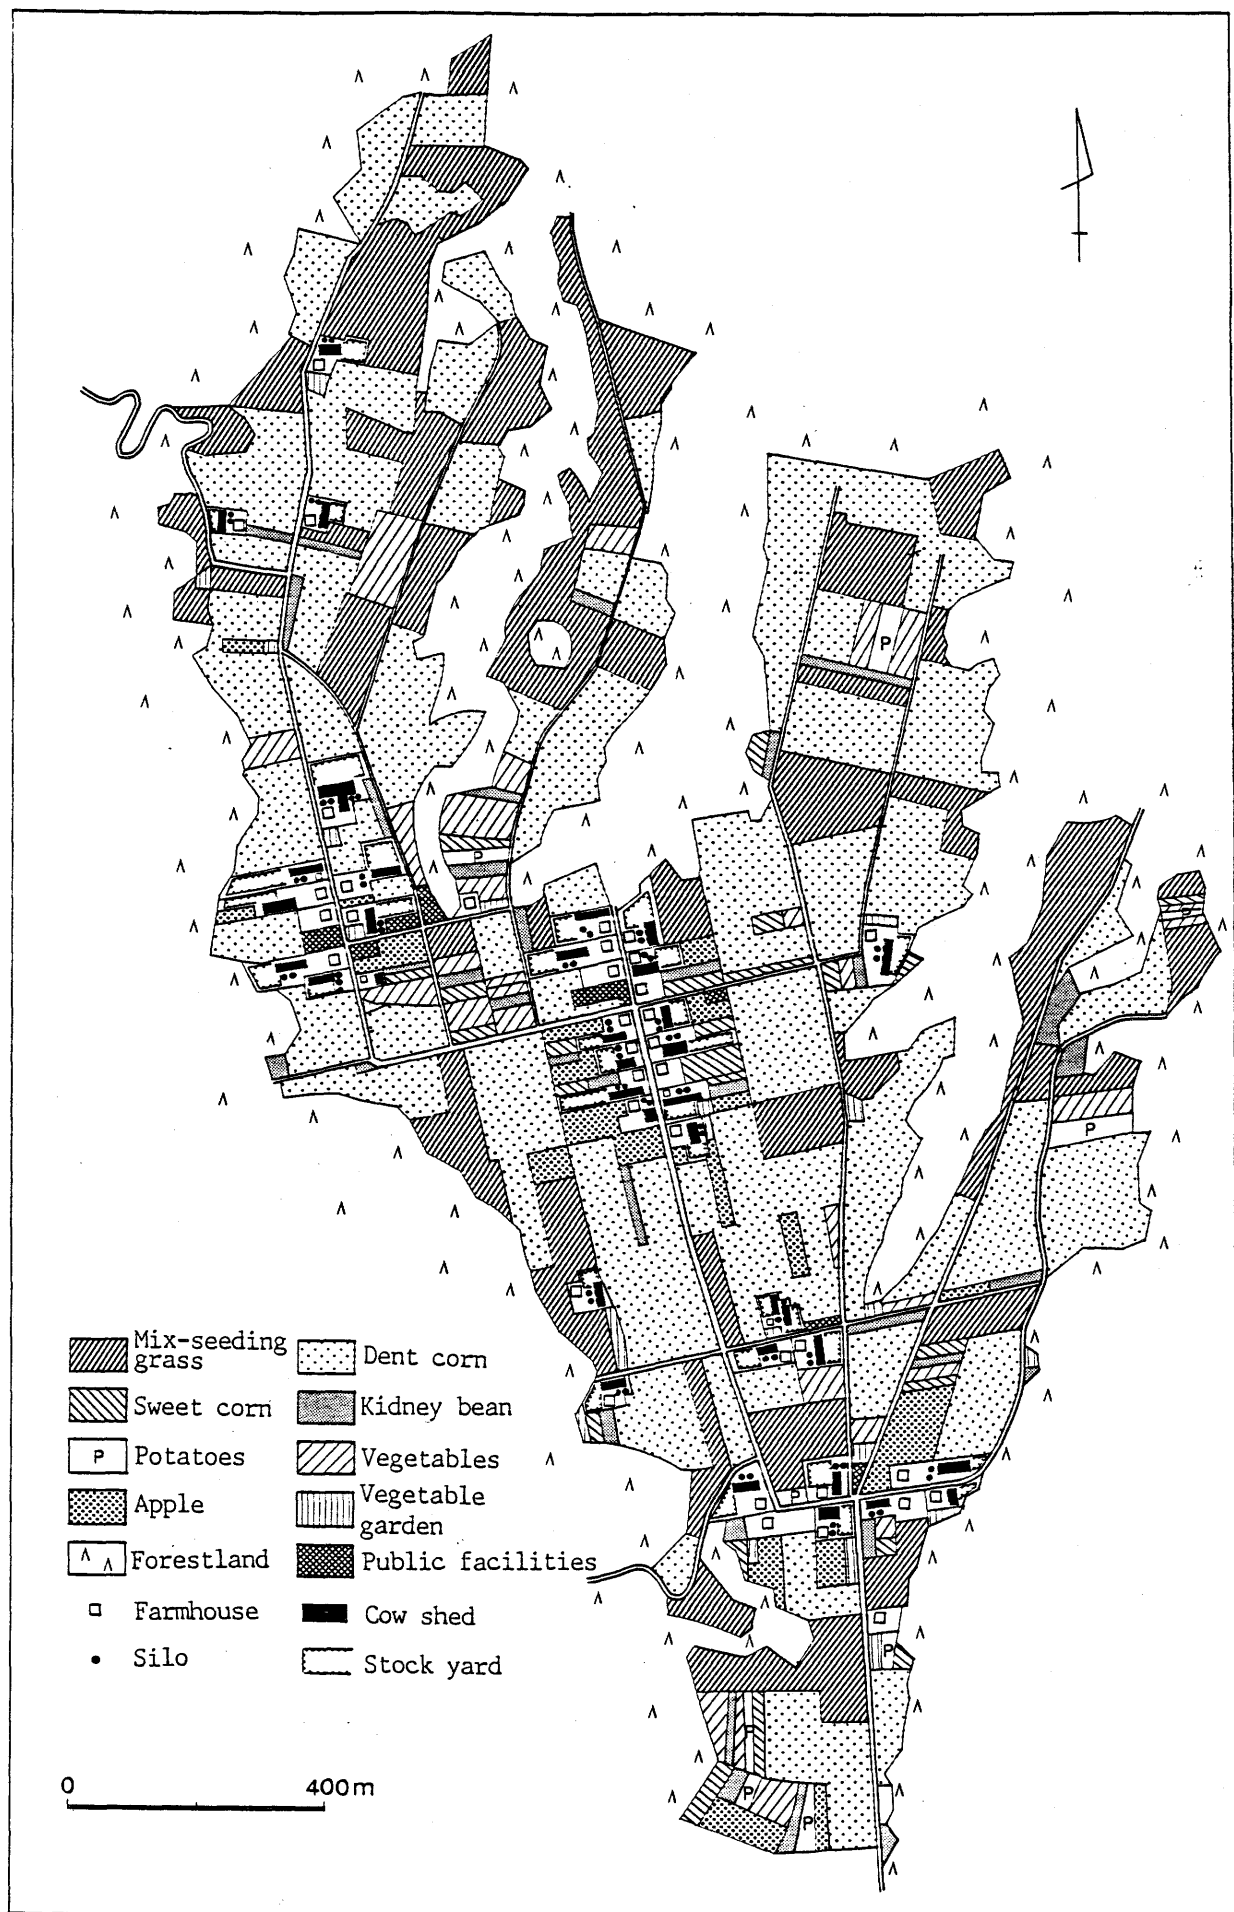 Mix-seeding
grass
Dent corn
Sweet corn
Kidney bean
P
Potatoes
Vegetables
Apple
Vegetable
garden
Forestland
Public facilities
Farmhouse
Cow shed
Silo
Stock yard
0
400m
P
P
P
P
P
P
P
P
P